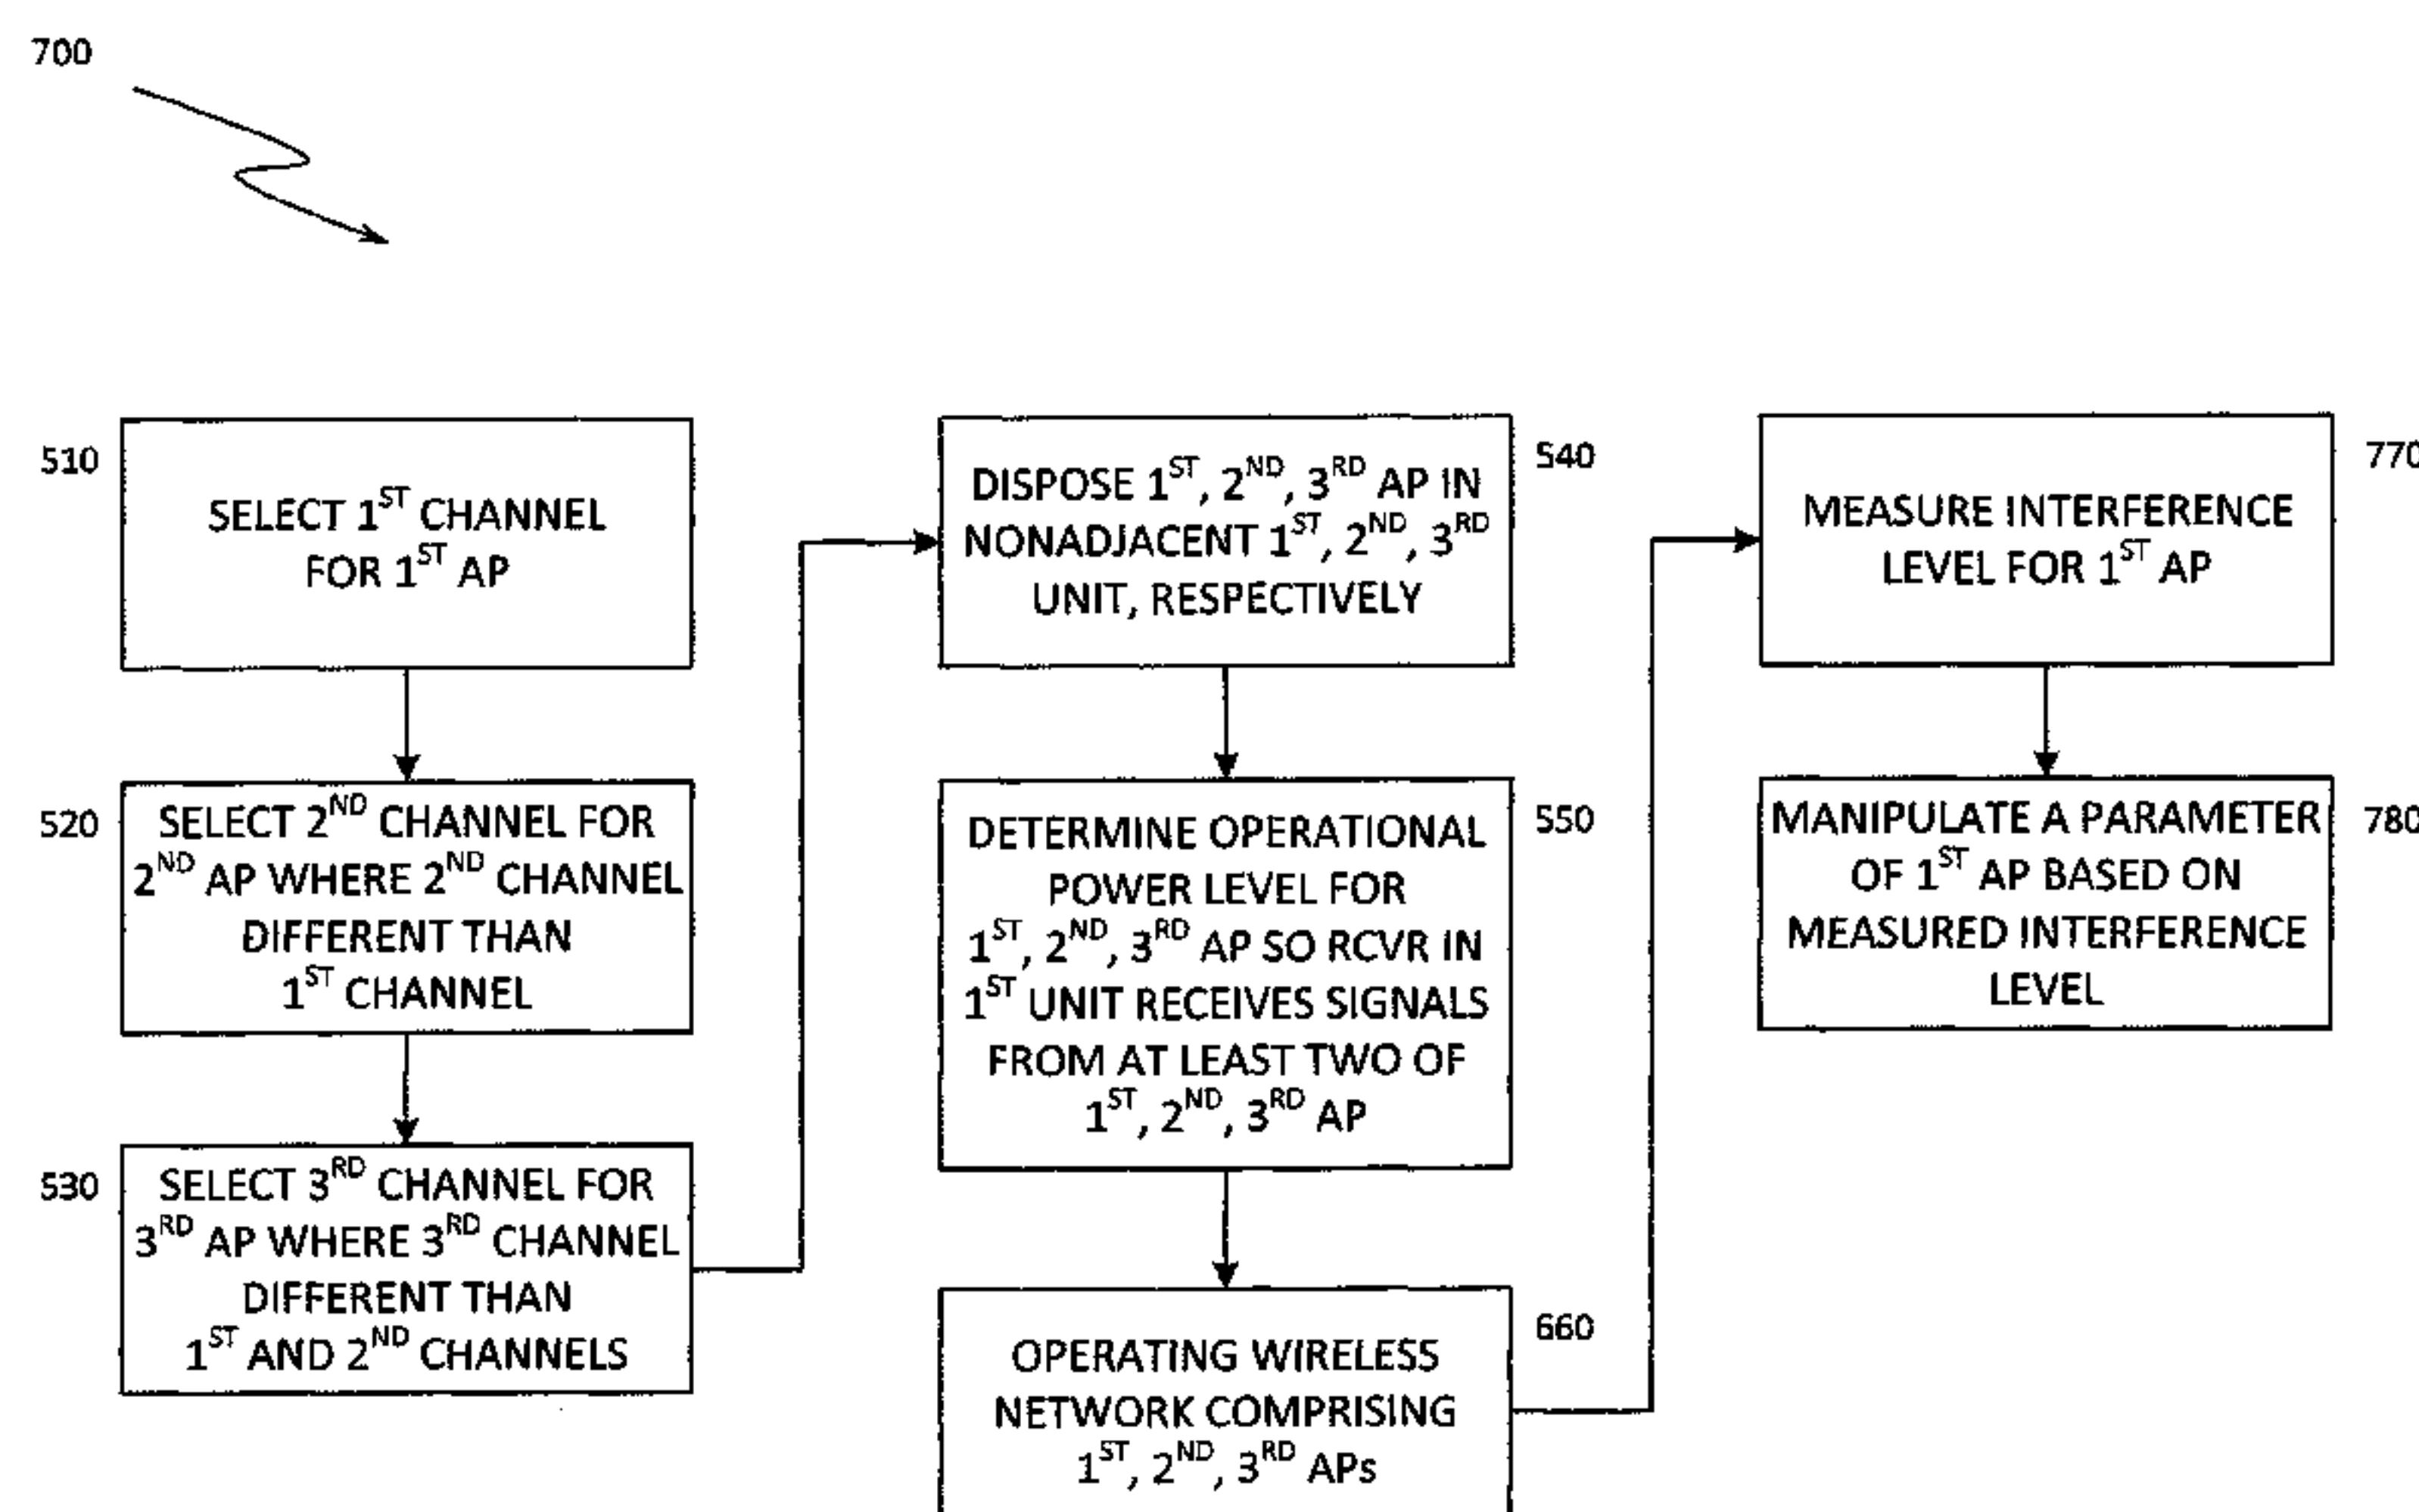 700
510
SELECT 1ST CHANNEL
FOR 1ST AP
520
SELECT 2ND CHANNEL FOR
2ND AP WHERE 2ND CHANNEL
DIFFERENT THAN
1ST CHANNEL
530
SELECT 3RD CHANNEL FOR
3RD AP WHERE 3RD CHANNEL
DIFFERENT THAN
1ST AND 2ND CHANNELS
540
DISPOSE 1ST, 2ND, 3RD AP IN
NONADJACENT 1ST, 2ND, 3RD
UNIT, RESPECTIVELY
550
DETERMINE OPERATIONAL
POWER LEVEL FOR
1ST, 2ND, 3RD AP SO RCVR IN
1ST UNIT RECEIVES SIGNALS
FROM AT LEAST TWO OF
1ST, 2ND, 3RD AP
660
OPERATING WIRELESS
NETWORK COMPRISING
1ST, 2ND, 3RD APs
770
MEASURE INTERFERENCE
LEVEL FOR 1ST AP
780
MANIPULATE A PARAMETER
OF 1ST AP BASED ON
MEASURED INTERFERENCE
LEVEL